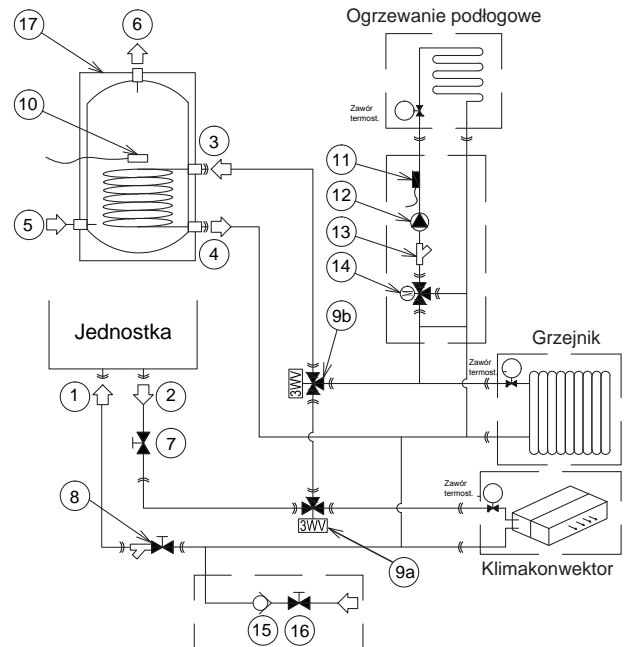 Ogrzewanie podłogowe
17
6
10
Zawór
termost.
3
11
12
5
13
4
14
Jednostka
9b
Grzejnik
3WV
Zawór
termost.
1
2
7
8
Zawór
termost.
3WV
9a
Klimakonwektor
15
16